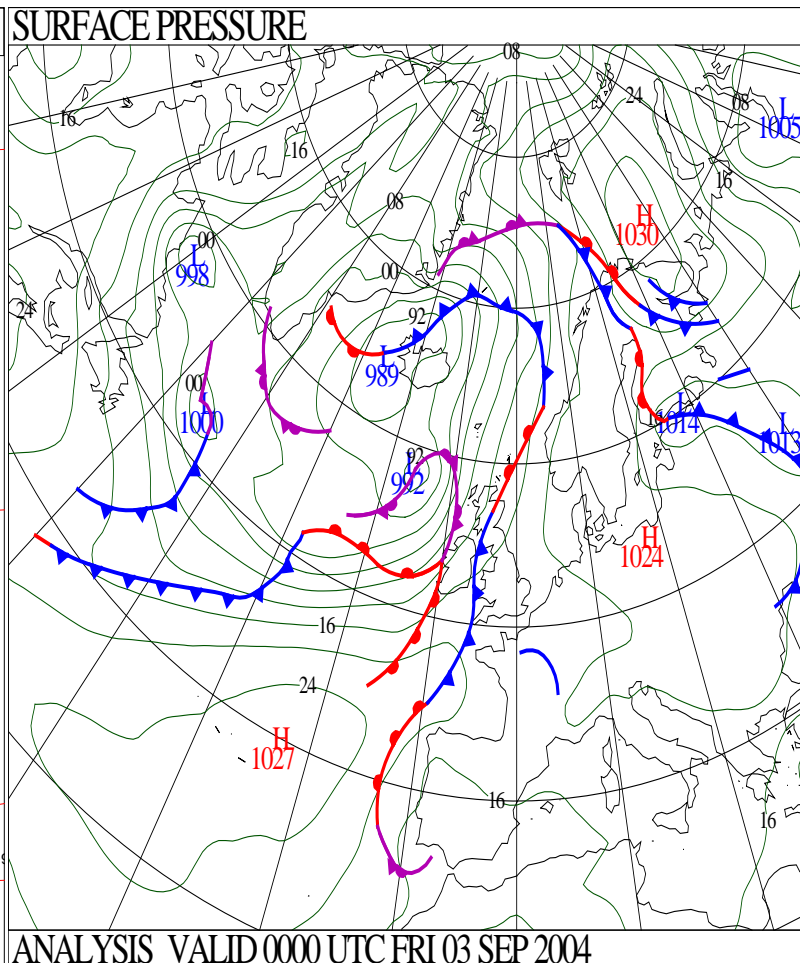 SURFACE PRESSURE
08
24
08
L
1005
16
-16
16
08
H
1030
00
L
998
00
24
92
L
989
00
L
1000
L
1014
L
1013
92
L
992
H
1024
16
24
H
1027
16
16
ANALYSIS VALID 0000 UTC FRI 03 SEP 2004